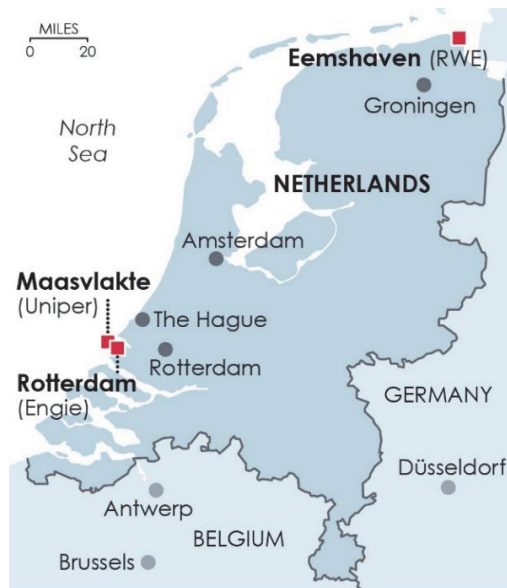 MILES
0 20
Eemshaven (RWE)
Groningen
North
Sea
NETHERLANDS
Amsterdam
Maasvlakte
(Uniper)
The Hague
Rotterdam
Rotterdam
(Engie)
GERMANY
Düsseldorf
Antwerp
BELGIUM
Brussels